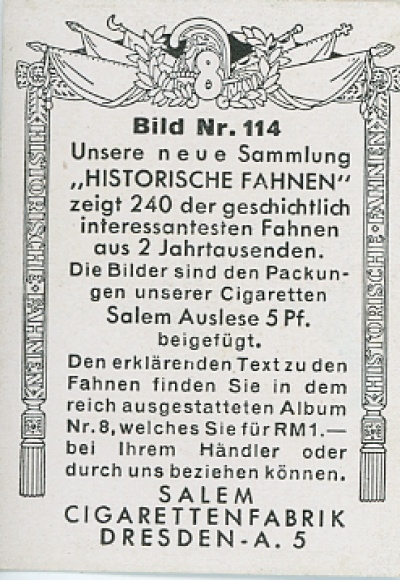 8
Bild Nr. 114
Unsere neue Sammlung
„HISTORISCHE FAHNEN"
zeigt 240 der geschichtlich
interessantesten Fahnen
aus 2 Jahrtausenden.
Die Bilder sind den Packun-
gen unserer Cigaretten
Salem Auslese 5 Pf.
beigefügt.
Den erklärenden Text zu den
Fahnen finden Sie in dem
reich ausgestatteten Album
Nr. 8, welches Sie für RM 1.—
bei Ihrem Händler oder
durch uns beziehen können.
SALEM
CIGARETTENFABRIK
DRESDEN-A. 5
HISTORISCHE · FAHNEN
HISTORISCHE · FAHNEN